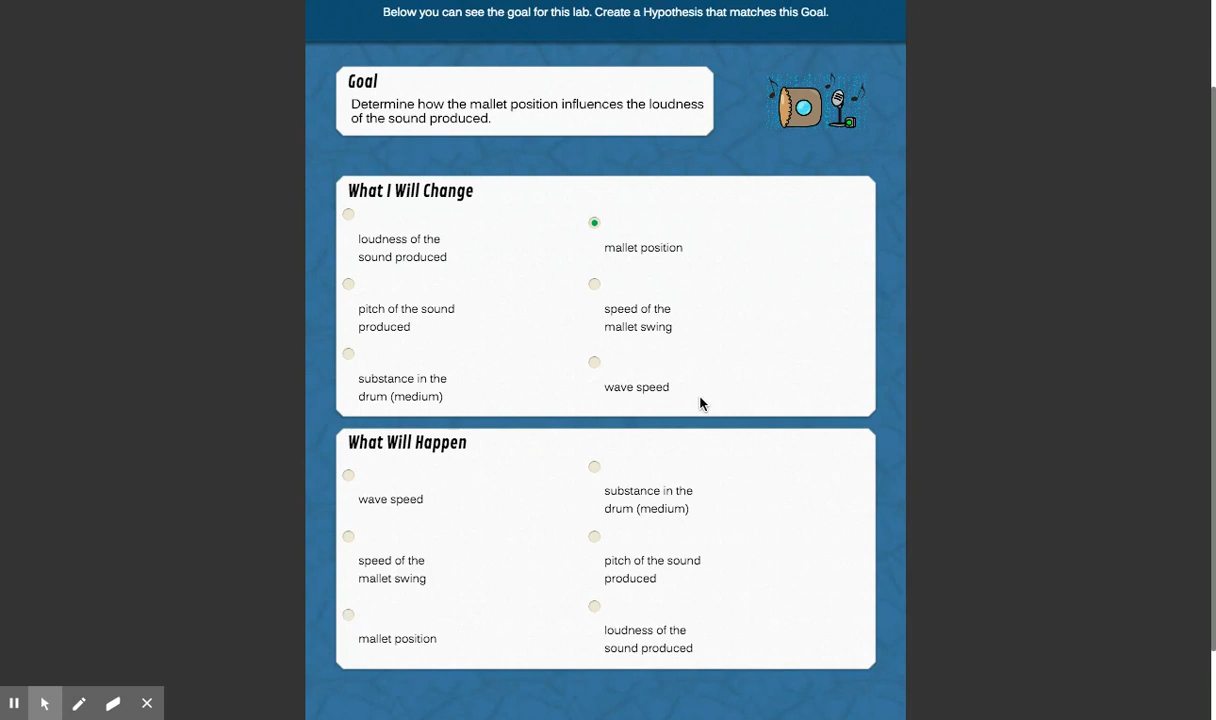 Below you can see the goal for this lab. Create a Hypothesis that matches this Goal.
Goal
Determine how the mallet position influences the loudness
of the sound produced.
What I Will Change
loudness of the
sound produced
mallet position
pitch of the sound
produced
speed of the
mallet swing
substance in the
drum (medium)
wave speed
What Will Happen
wave speed
substance in the
drum (medium)
speed of the
mallet swing
pitch of the sound
produced
mallet position
loudness of the
sound produced